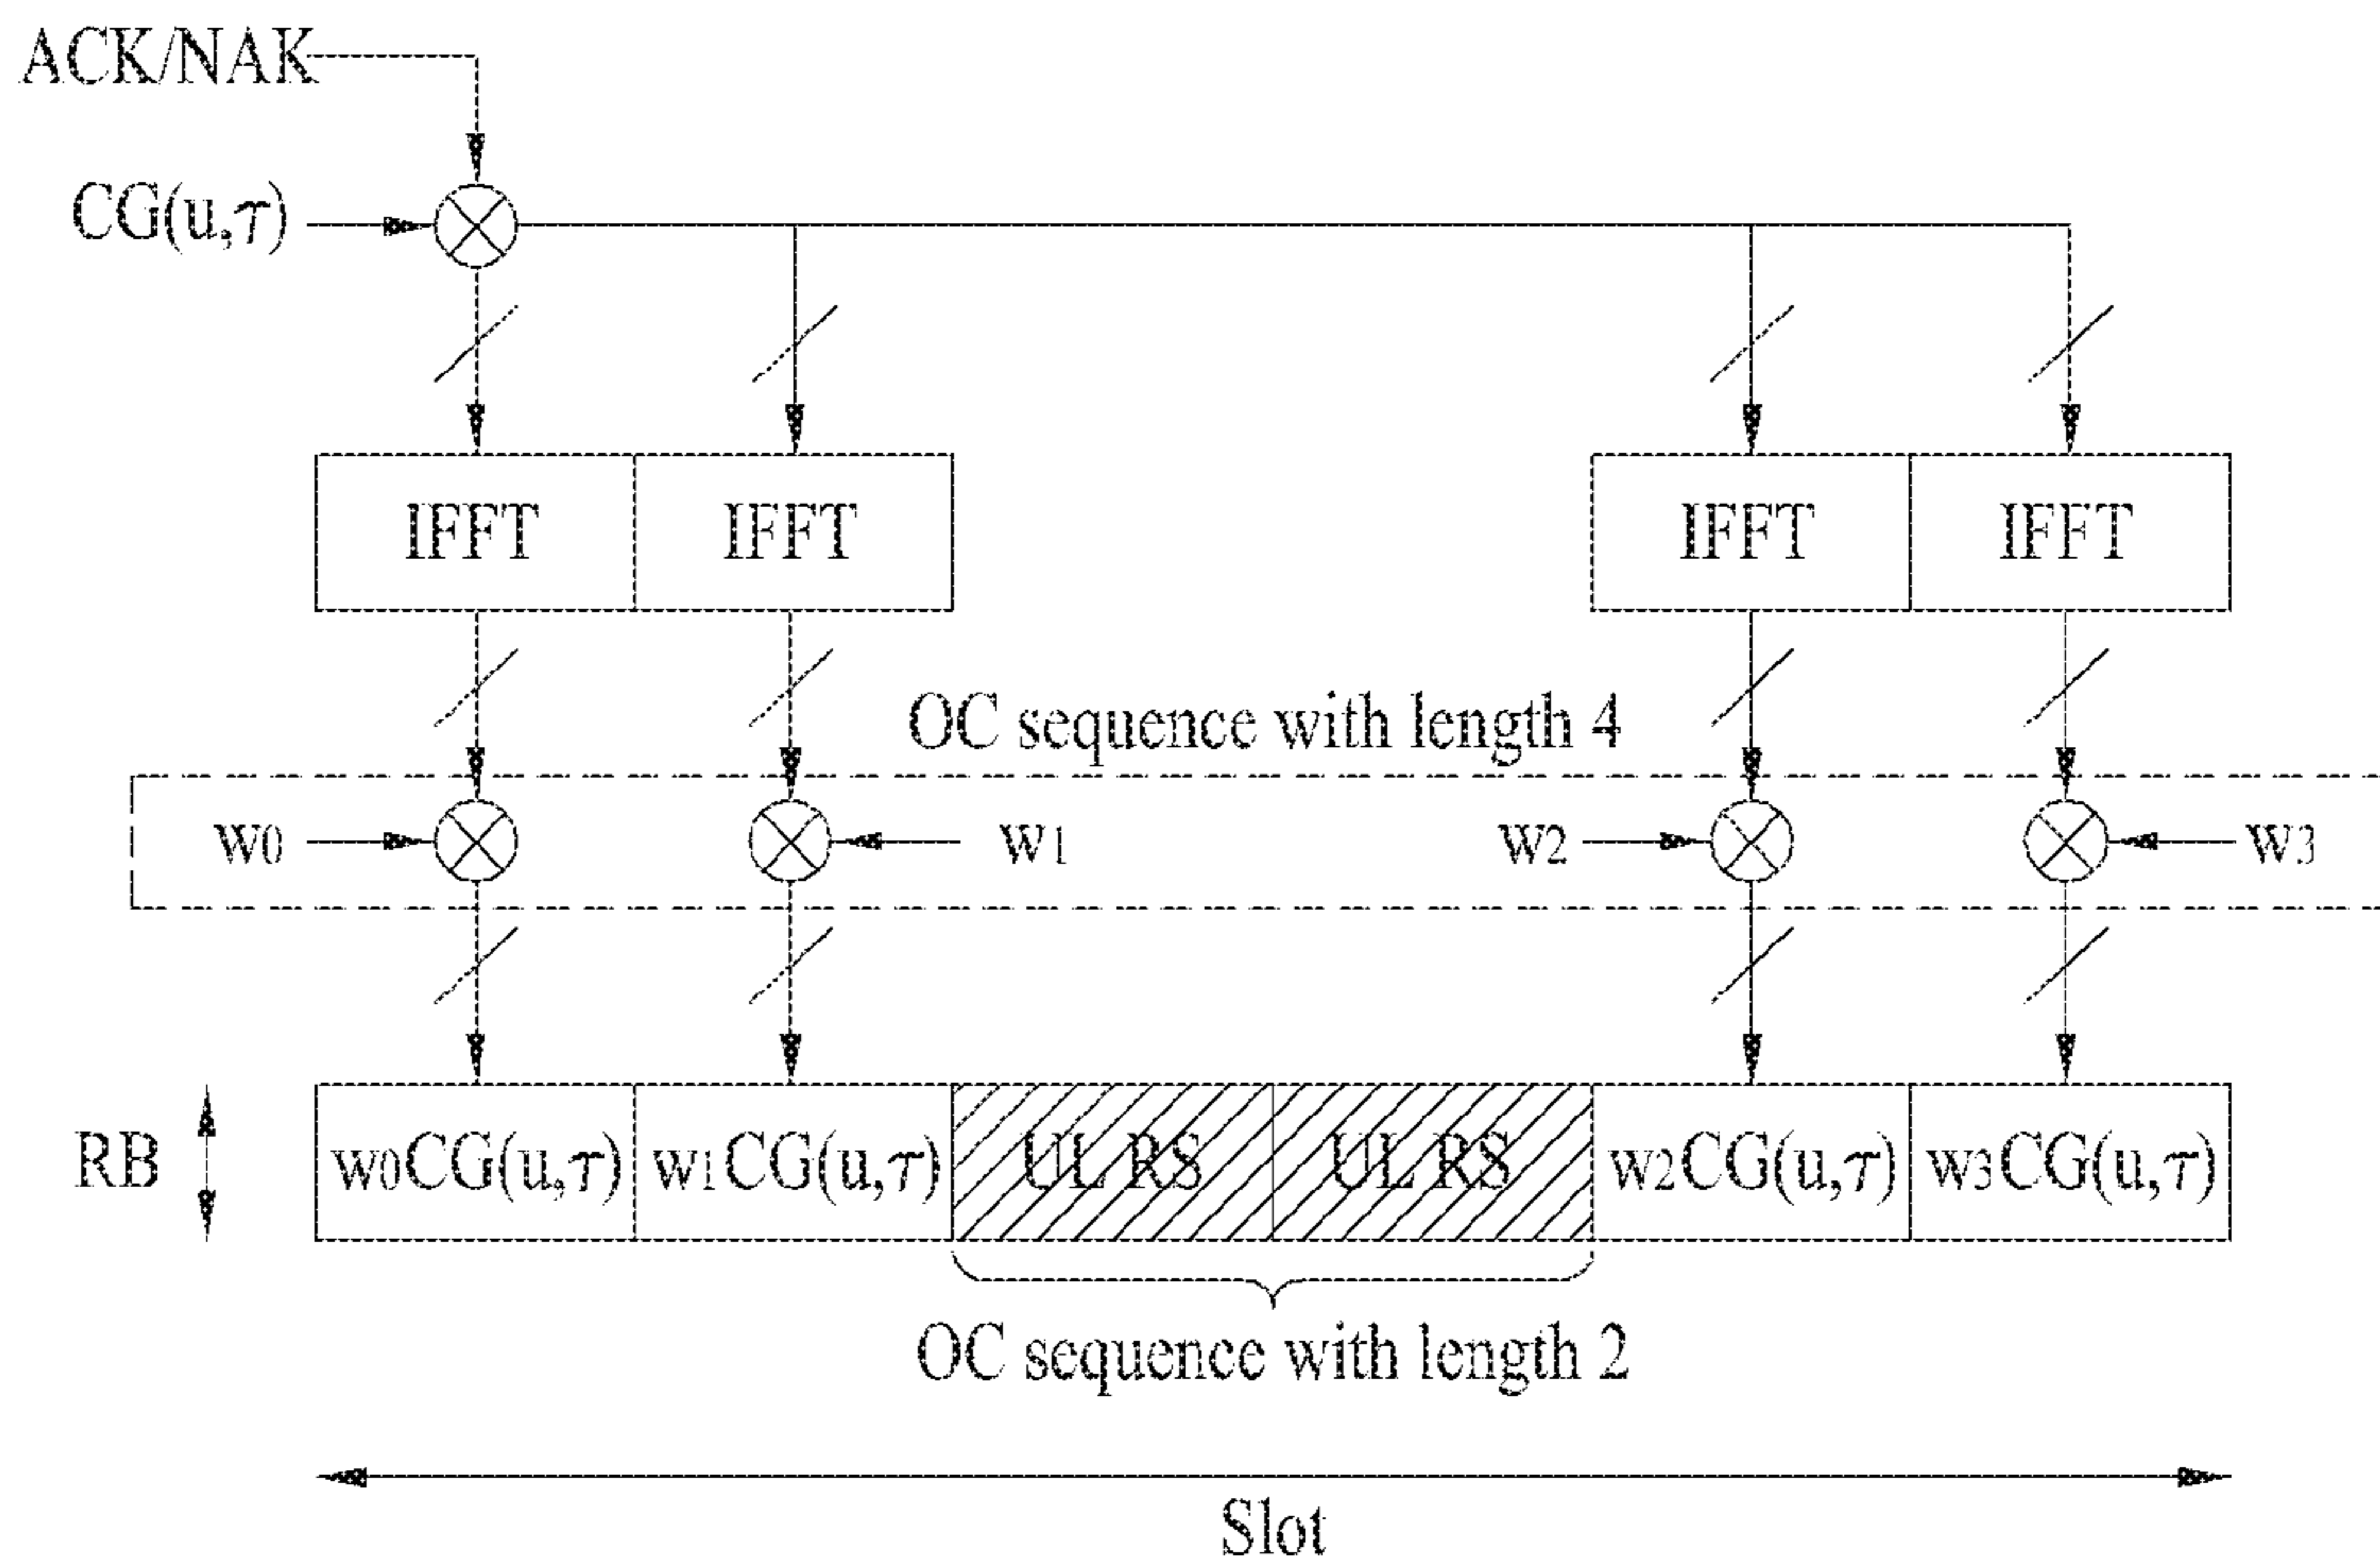 ACK/NAK
CG(u,τ)
IFFT IFFT IFFT IFFT
OC sequence with length 4
w0 w1 w2 w3
RB w0CG(u,τ) w1CG(u,τ) UL RS UL RS w2CG(u,τ) w3CG(u,τ)
OC sequence with length 2
Slot